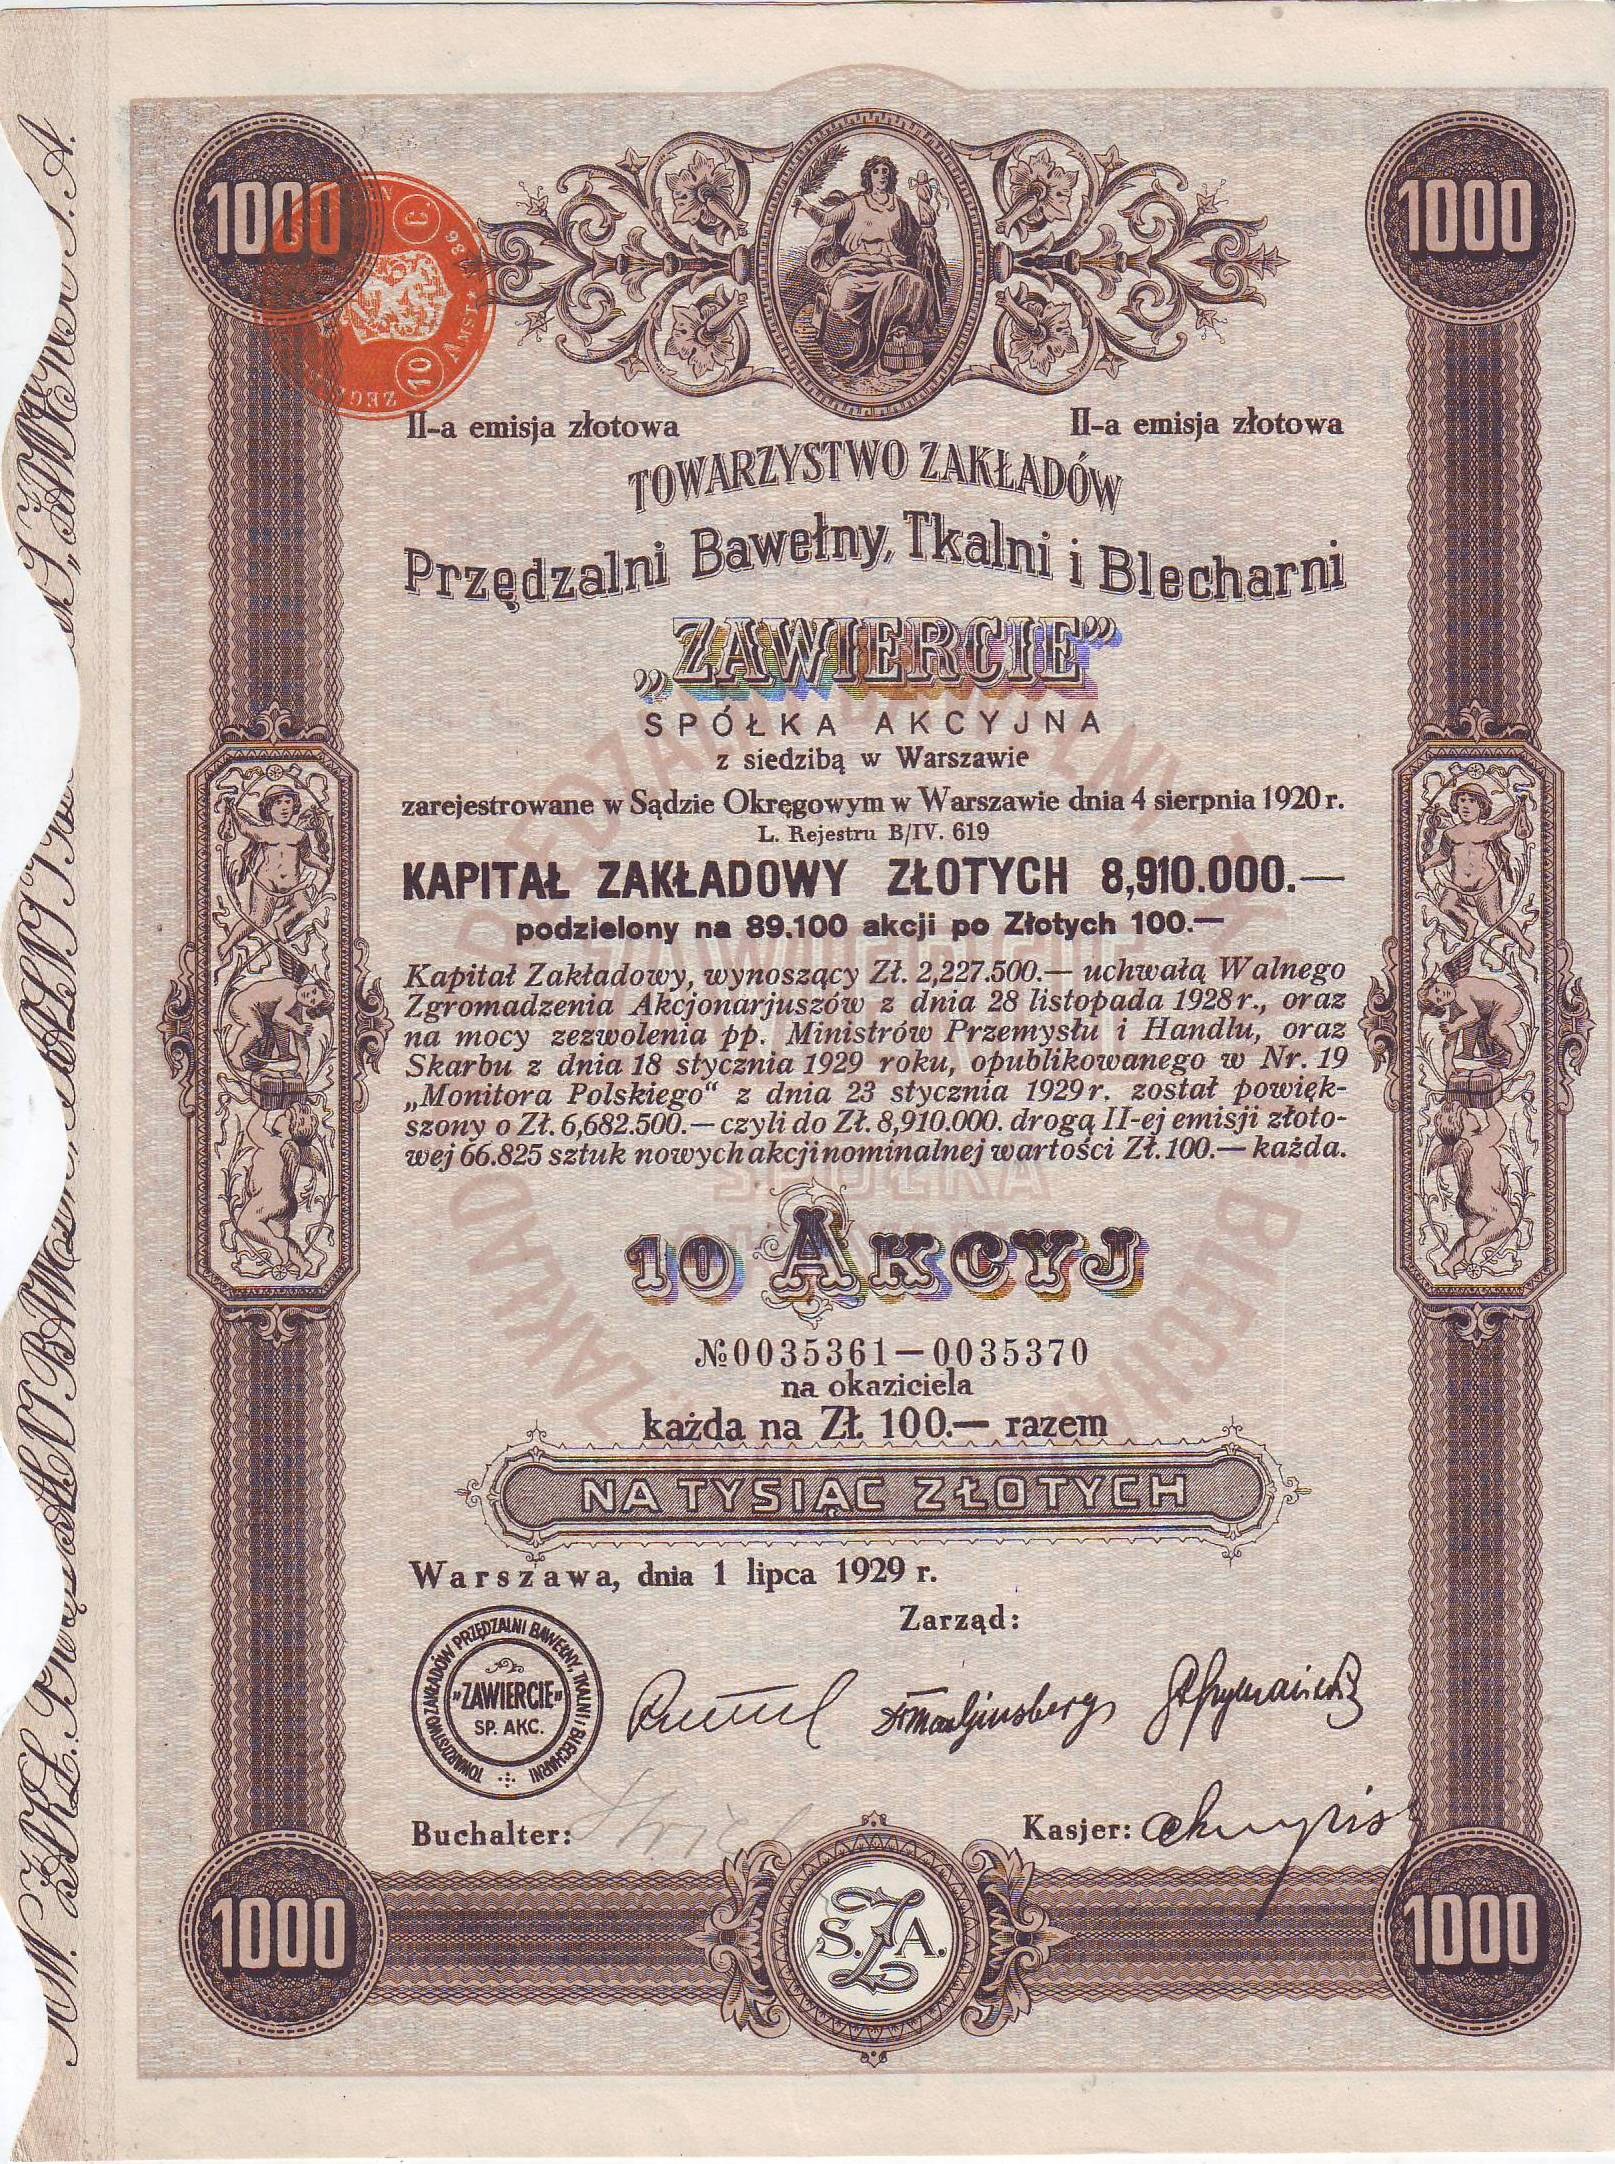 1000
1000
II-a emisja złotowa
II-a emisja złotowa
TOWARZYSTWO ZAKŁADÓW
Przędzalni Bawełny, Tkalni i Blecharni
„ZAWIERCIE”
SPÓŁKA AKCYJNA
z siedzibą w Warszawie
zarejestrowane w Sądzie Okręgowym w Warszawie dnia 4 sierpnia 1920 r.
L. Rejestru B/IV. 619
KAPITAŁ ZAKŁADOWY ZŁOTYCH 8,910.000.—
podzielony na 89.100 akcji po Złotych 100.—
Kapitał Zakładowy, wynoszący Zł. 2,227.500.— uchwałą Walnego
Zgromadzenia Akcjonarjuszów z dnia 28 listopada 1928 r., oraz
na mocy zezwolenia pp. Ministrów Przemysłu i Handlu, oraz
Skarbu z dnia 18 stycznia 1929 roku, opublikowanego w Nr. 19
„Monitora Polskiego“ z dnia 23 stycznia 1929 r. został powięk-
szony o Zł. 6,682.500.— czyli do Zł. 8,910.000. drogą II-ej emisji złoto-
wej 66.825 sztuk nowych akcji nominalnej wartości Zł. 100.— każda.
10 AKCYJ
№ 0035361—0035370
na okaziciela
każda na Zł. 100.— razem
NA TYSIĄC ZŁOTYCH
Warszawa, dnia 1 lipca 1929 r.
Zarząd:
TOWARZYSTWO ZAKŁADÓW PRZĘDZALNI BAWEŁNY, TKALNI i BLECHARNI
„ZAWIERCIE„
SP. AKC.
Buchalter:
Kasjer:
1000
S. Z. A.
1000